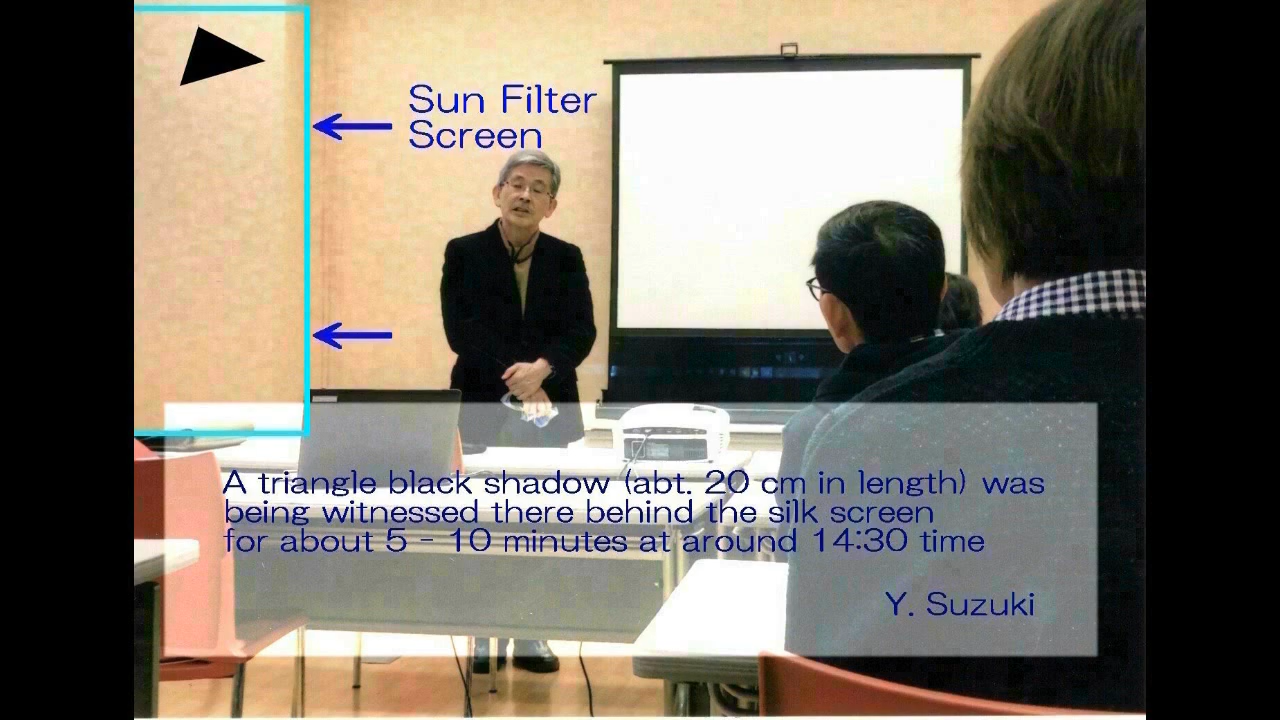 Sun Filter
Screen
A triangle black shadow (abt. 20 cm in length) was
being witnessed there behind the silk screen
for about 5 - 10 minutes at around 14:30 time
Y. Suzuki